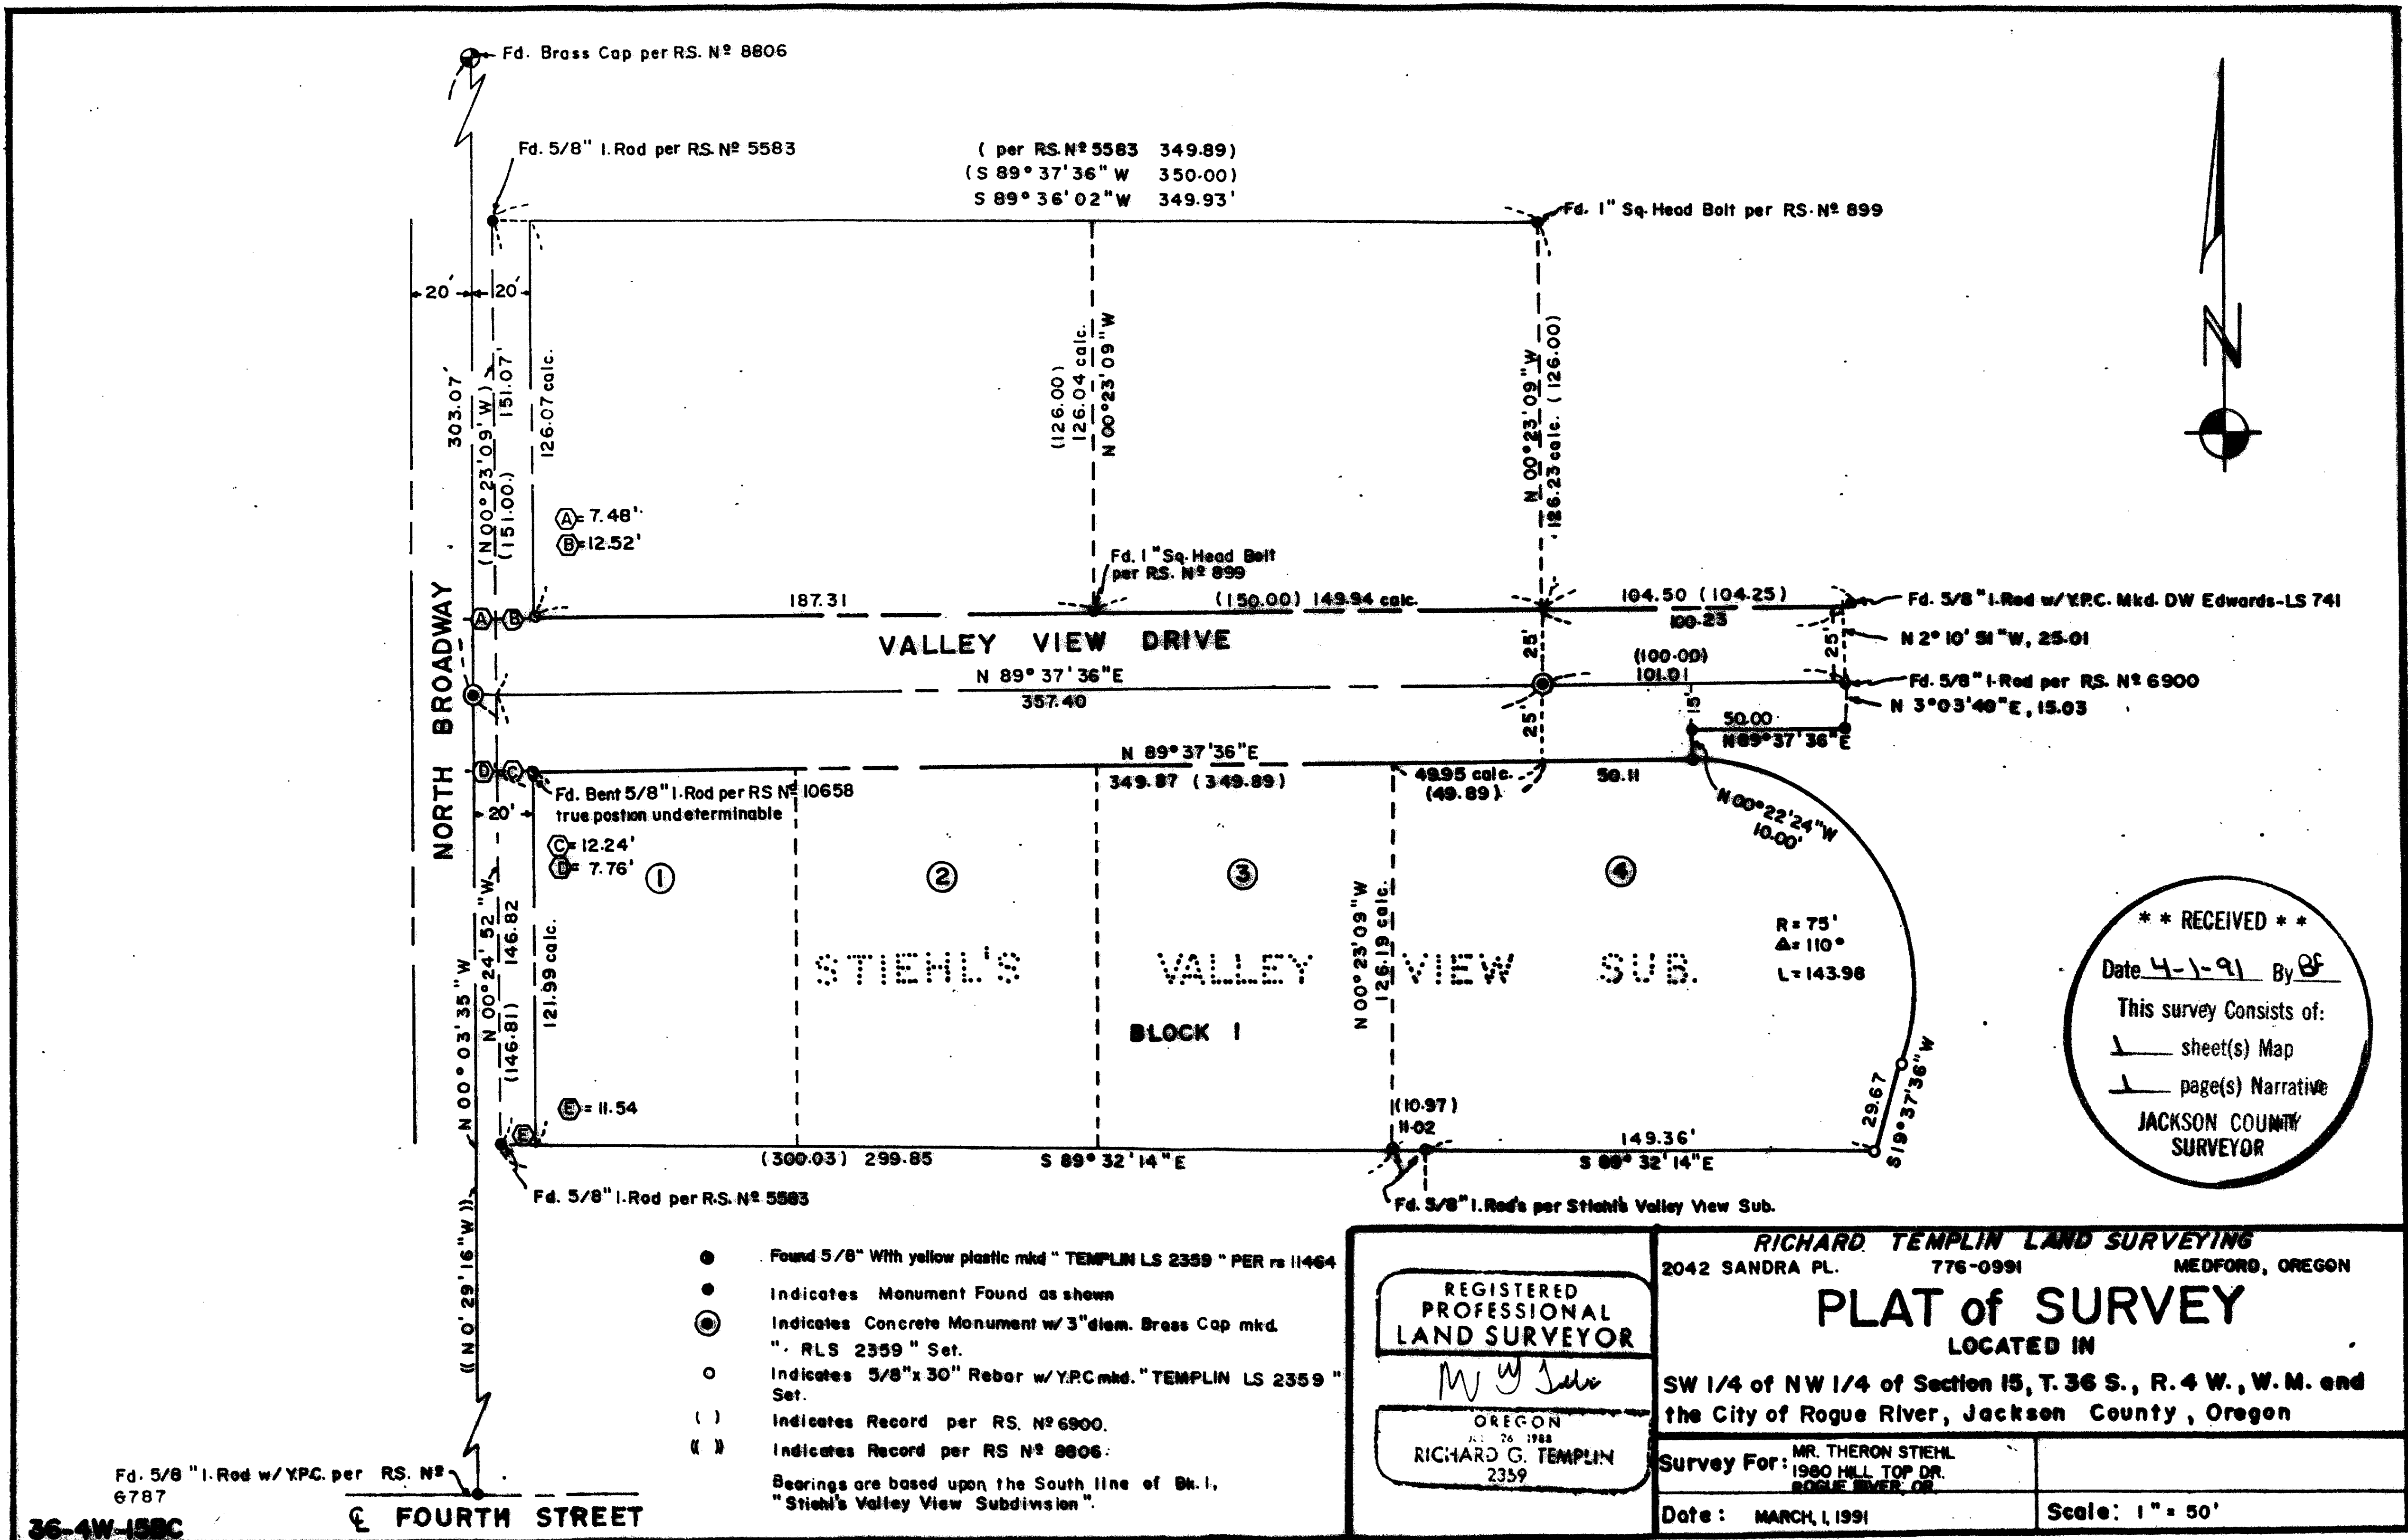 Fd. Brass Cap per RS. Nº 8806
Fd. 5/8" I.Rod per RS. Nº 5583
( per RS. Nº 5583 349.89)
(S 89° 37' 36" W 350.00)
S 89° 36' 02" W 349.93'
Fd. 1" Sq. Head Bolt per RS. Nº 899
20'
20'
303.07'
(N 00° 23' 09" W)
151.07'
(151.00)
126.07 calc.
(126.00)
126.04 calc.
N 00° 23' 09" W
N 00° 23' 09" W
126.23 calc. (126.00)
A = 7.48'
B = 12.52'
Fd. 1" Sq. Head Bolt
per RS. Nº 899
A
B
187.31
(150.00) 149.94 calc.
104.50 (104.25)
100.23
Fd. 5/8" I.Rod w/ Y.P.C. Mkd. DW Edwards-LS 741
N 2° 10' 51" W, 25.01
NORTH BROADWAY
VALLEY VIEW DRIVE
25'
25'
N 89° 37' 36" E
357.40
(100.00)
101.01
Fd. 5/8" I.Rod per RS. Nº 6900
N 3° 03' 40" E, 15.03
25'
15'
50.00
N 89° 37' 36" E
N 89° 37' 36" E
349.87 (349.89)
D
C
49.95 calc.
(49.89)
50.11
N 00° 22' 24" W
10.00'
Fd. Bent 5/8" I.Rod per RS Nº 10658
true postion undeterminable
20'
C = 12.24'
D = 7.76'
1
2
3
4
N 00° 03' 35" W
N 00° 24' 52" W
146.82
(146.81)
121.99 calc.
N 00° 23' 09" W
126.19 calc.
R = 75'
Δ = 110°
L = 143.98
STIEHL'S VALLEY VIEW SUB.
BLOCK 1
E = 11.54
E
(10.97)
11.02
29.67
S 19° 37' 36" W
(300.03) 299.85
S 89° 32' 14" E
149.36'
S 89° 32' 14" E
Fd. 5/8" I.Rod per R.S. Nº 5583
Fd. 5/8" I.Rod's per Stiehl's Valley View Sub.
((N 0° 29' 16" W))
* * RECEIVED * *
Date 4-1-91 By BF
This survey Consists of:
1 sheet(s) Map
1 page(s) Narrative
JACKSON COUNTY
SURVEYOR
N
Found 5/8" With yellow plastic mkd " TEMPLIN LS 2359 " PER rs 11464
Indicates Monument Found as shown
Indicates Concrete Monument w/ 3" diam. Brass Cap mkd.
" RLS 2359 " Set.
Indicates 5/8" x 30" Rebar w/ Y.P.C mkd. "TEMPLIN LS 2359 "
Set.
( ) Indicates Record per RS. Nº 6900.
(( )) Indicates Record per RS Nº 8806.
Bearings are based upon the South line of Bk. 1,
"Stiehl's Valley View Subdivision".
Fd. 5/8" I.Rod w/ Y.P.C. per RS. Nº
6787
36-4W-15BC
℄ FOURTH STREET
REGISTERED
PROFESSIONAL
LAND SURVEYOR
OREGON
26 1988
RICHARD G. TEMPLIN
2359
RICHARD TEMPLIN LAND SURVEYING
2042 SANDRA PL. 776-0991 MEDFORD, OREGON
PLAT of SURVEY
LOCATED IN
SW 1/4 of NW 1/4 of Section 15, T. 36 S., R. 4 W., W. M. and
the City of Rogue River, Jackson County, Oregon
Survey For: MR. THERON STIEHL
1980 HILL TOP DR.
ROGUE RIVER, OR.
Date: MARCH, 1, 1991
Scale: 1" = 50'